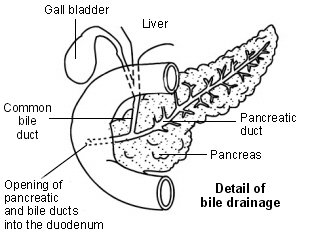 Gall bladder
Liver
Common
bile
duct
Pancreatic
duct
Pancreas
Opening of
pancreatic
and bile ducts
into the duodenum
Detail of
bile drainage